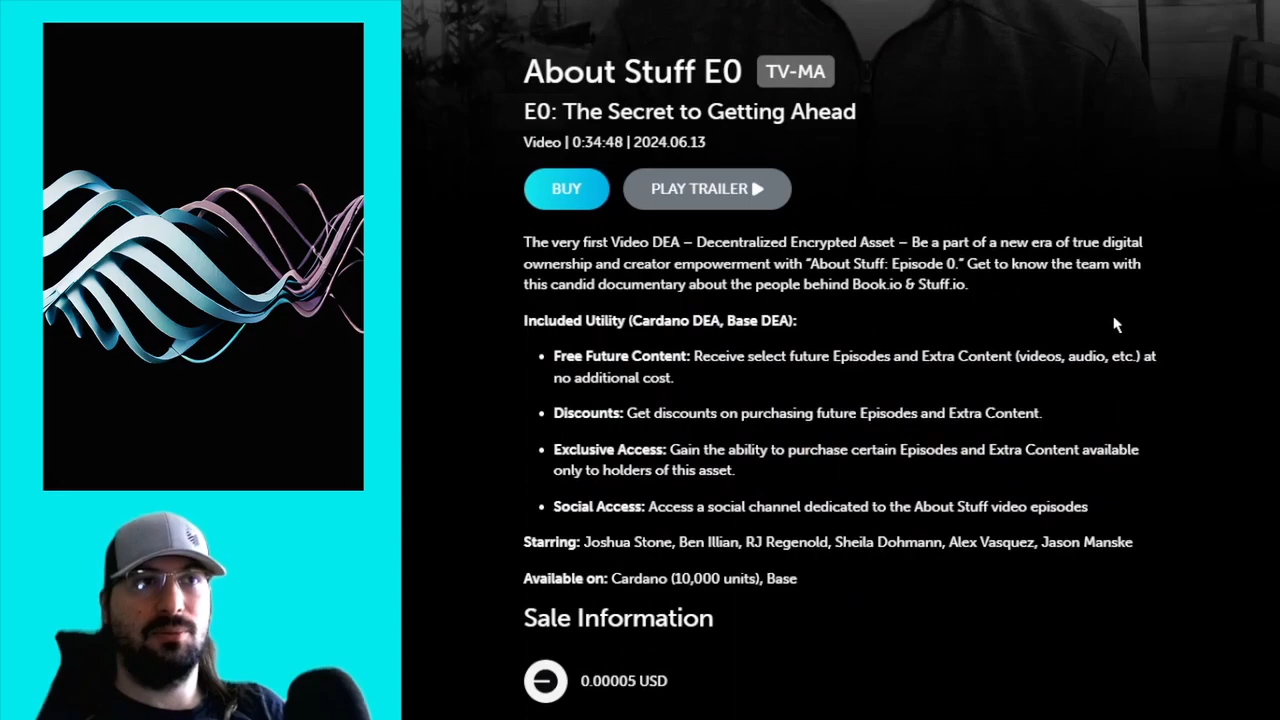 About Stuff E0 TV-MA
E0: The Secret to Getting Ahead
Video | 0:34:48 | 2024.06.13
BUY PLAY TRAILER
The very first Video DEA – Decentralized Encrypted Asset – Be a part of a new era of true digital
ownership and creator empowerment with “About Stuff: Episode 0.” Get to know the team with
this candid documentary about the people behind Book.io & Stuff.io.
Included Utility (Cardano DEA, Base DEA):
• Free Future Content: Receive select future Episodes and Extra Content (videos, audio, etc.) at
no additional cost.
• Discounts: Get discounts on purchasing future Episodes and Extra Content.
• Exclusive Access: Gain the ability to purchase certain Episodes and Extra Content available
only to holders of this asset.
• Social Access: Access a social channel dedicated to the About Stuff video episodes
Starring: Joshua Stone, Ben Illian, RJ Regenold, Sheila Dohmann, Alex Vasquez, Jason Manske
Available on: Cardano (10,000 units), Base
Sale Information
0.00005 USD